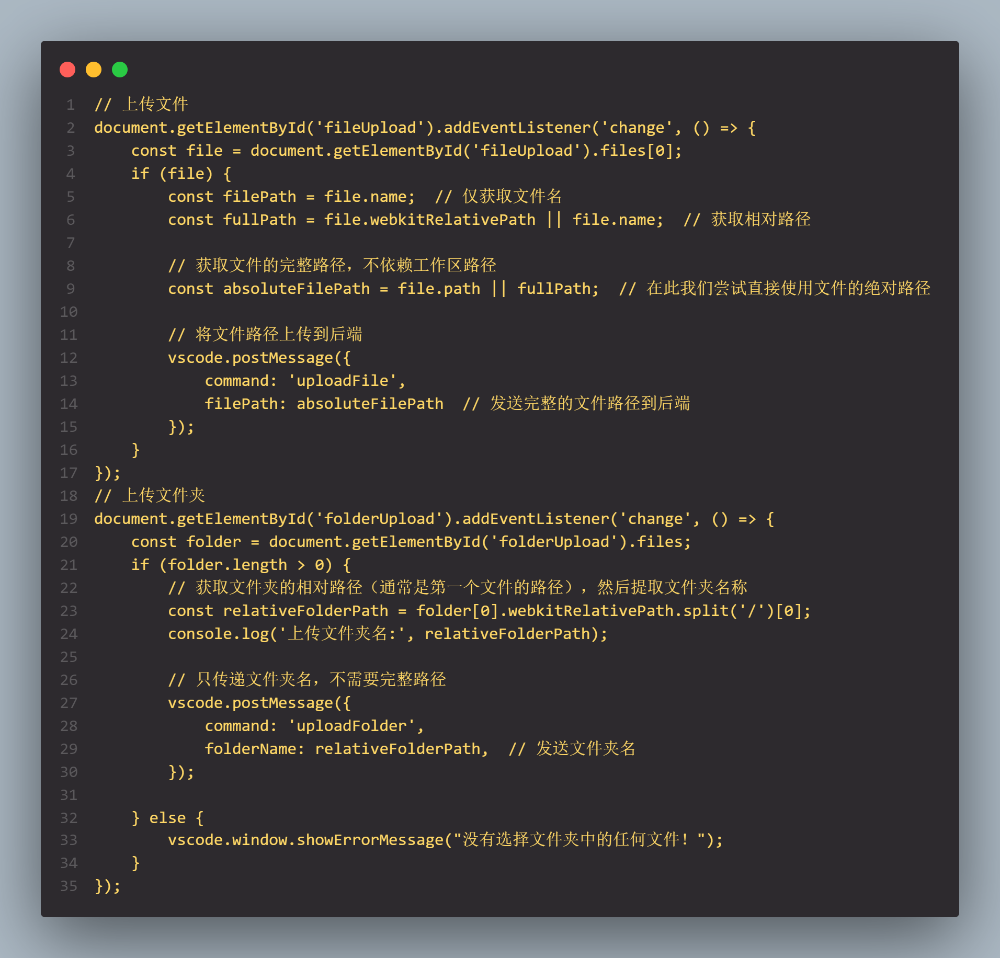 1 // 上传文件
2 document.getElementById('fileUpload').addEventListener('change', () => {
3     const file = document.getElementById('fileUpload').files[0];
4     if (file) {
5         const filePath = file.name;  // 仅获取文件名
6         const fullPath = file.webkitRelativePath || file.name;  // 获取相对路径
7
8         // 获取文件的完整路径，不依赖工作区路径
9         const absoluteFilePath = file.path || fullPath;  // 在此我们尝试直接使用文件的绝对路径
10
11         // 将文件路径上传到后端
12         vscode.postMessage({
13             command: 'uploadFile',
14             filePath: absoluteFilePath  // 发送完整的文件路径到后端
15         });
16     }
17 });
18 // 上传文件夹
19 document.getElementById('folderUpload').addEventListener('change', () => {
20     const folder = document.getElementById('folderUpload').files;
21     if (folder.length > 0) {
22         // 获取文件夹的相对路径（通常是第一个文件的路径），然后提取文件夹名称
23         const relativeFolderPath = folder[0].webkitRelativePath.split('/')[0];
24         console.log('上传文件夹名:', relativeFolderPath);
25
26         // 只传递文件夹名，不需要完整路径
27         vscode.postMessage({
28             command: 'uploadFolder',
29             folderName: relativeFolderPath,  // 发送文件夹名
30         });
31
32     } else {
33         vscode.window.showErrorMessage("没有选择文件夹中的任何文件！");
34     }
35 });